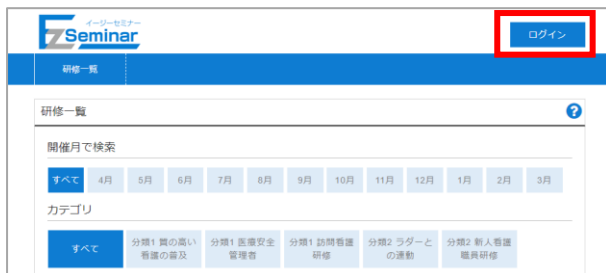 イージーセミナー
EZSeminar
ログイン
研修一覧
研修一覧
?
開催月で検索
すべて 4月 5月 6月 7月 8月 9月 10月 11月 12月 1月 2月 3月
カテゴリ
すべて
分類1 質の高い
看護の普及
分類1 医療安全
管理者
分類1 訪問看護
研修
分類2 ラダーと
の連動
分類2 新人看護
職員研修